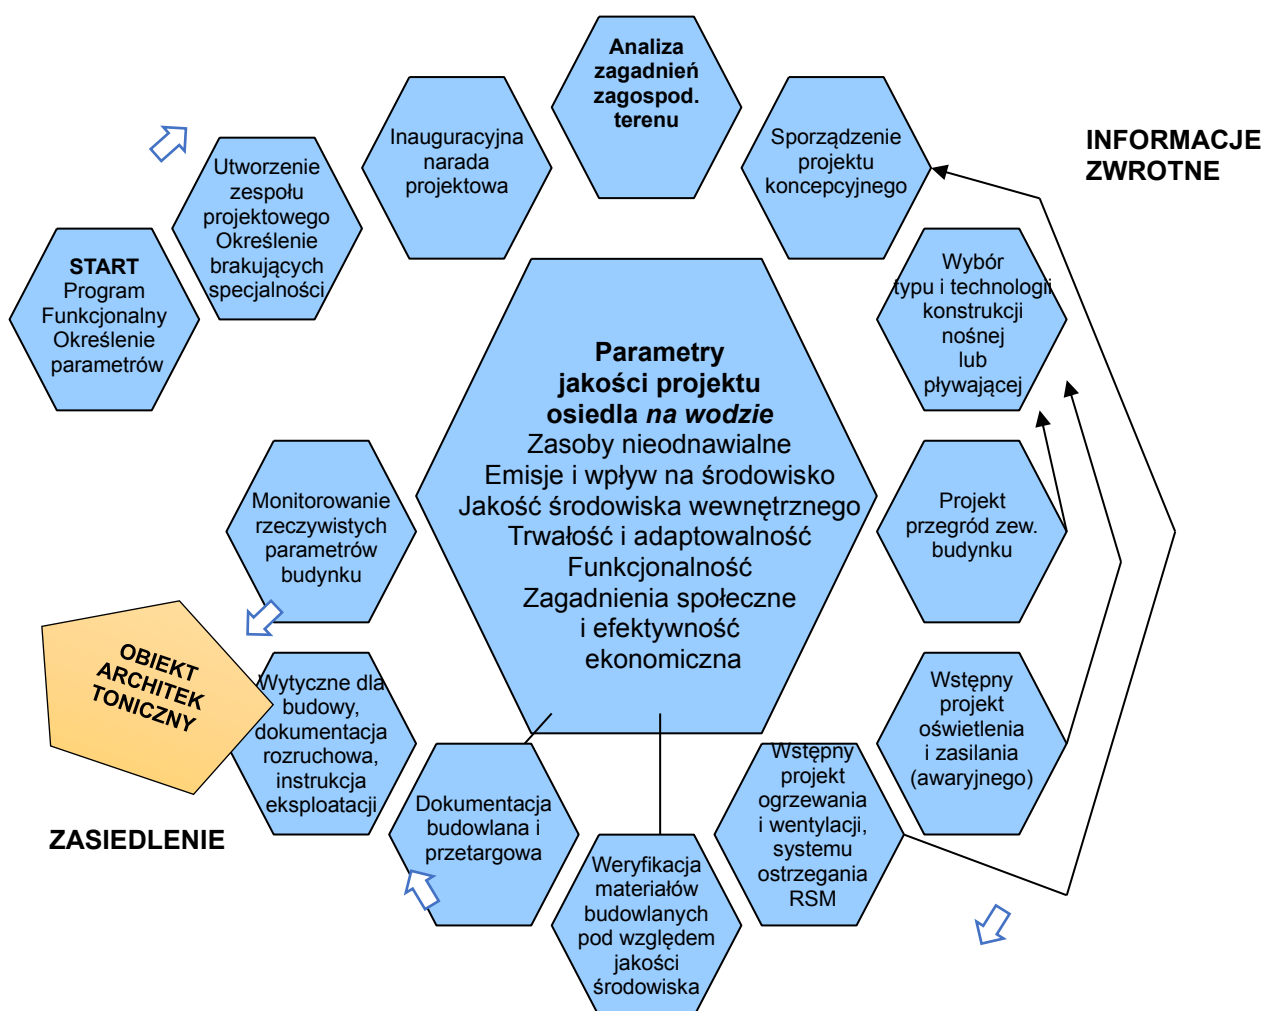 START
Program
Funkcjonalny
Określenie
parametrów
Utworzenie
zespołu
projektowego
Określenie
brakujących
specjalności
Inauguracyjna
narada
projektowa
Analiza
zagadnień
zagospod.
terenu
Sporządzenie
projektu
koncepcyjnego
INFORMACJE
ZWROTNE
Wybór
typu i technologii
konstrukcji
nośnej
lub
pływającej
Projekt
przegród zew.
budynku
Wstępny
projekt
oświetlenia
i zasilania
(awaryjnego)
Wstępny
projekt
ogrzewania
i wentylacji,
systemu
ostrzegania
RSM
Weryfikacja
materiałów
budowlanych
pod względem
jakości
środowiska
Dokumentacja
budowlana i
przetargowa
Wytyczne dla
budowy,
dokumentacja
rozruchowa,
instrukcja
eksploatacji
Monitorowanie
rzeczywistych
parametrów
budynku
OBIEKT
ARCHITEK
TONICZNY
ZASIEDLENIE
Parametry
jakości projektu
osiedla na wodzie
Zasoby nieodnawialne
Emisje i wpływ na środowisko
Jakość środowiska wewnętrznego
Trwałość i adaptowalność
Funkcjonalność
Zagadnienia społeczne
i efektywność
ekonomiczna